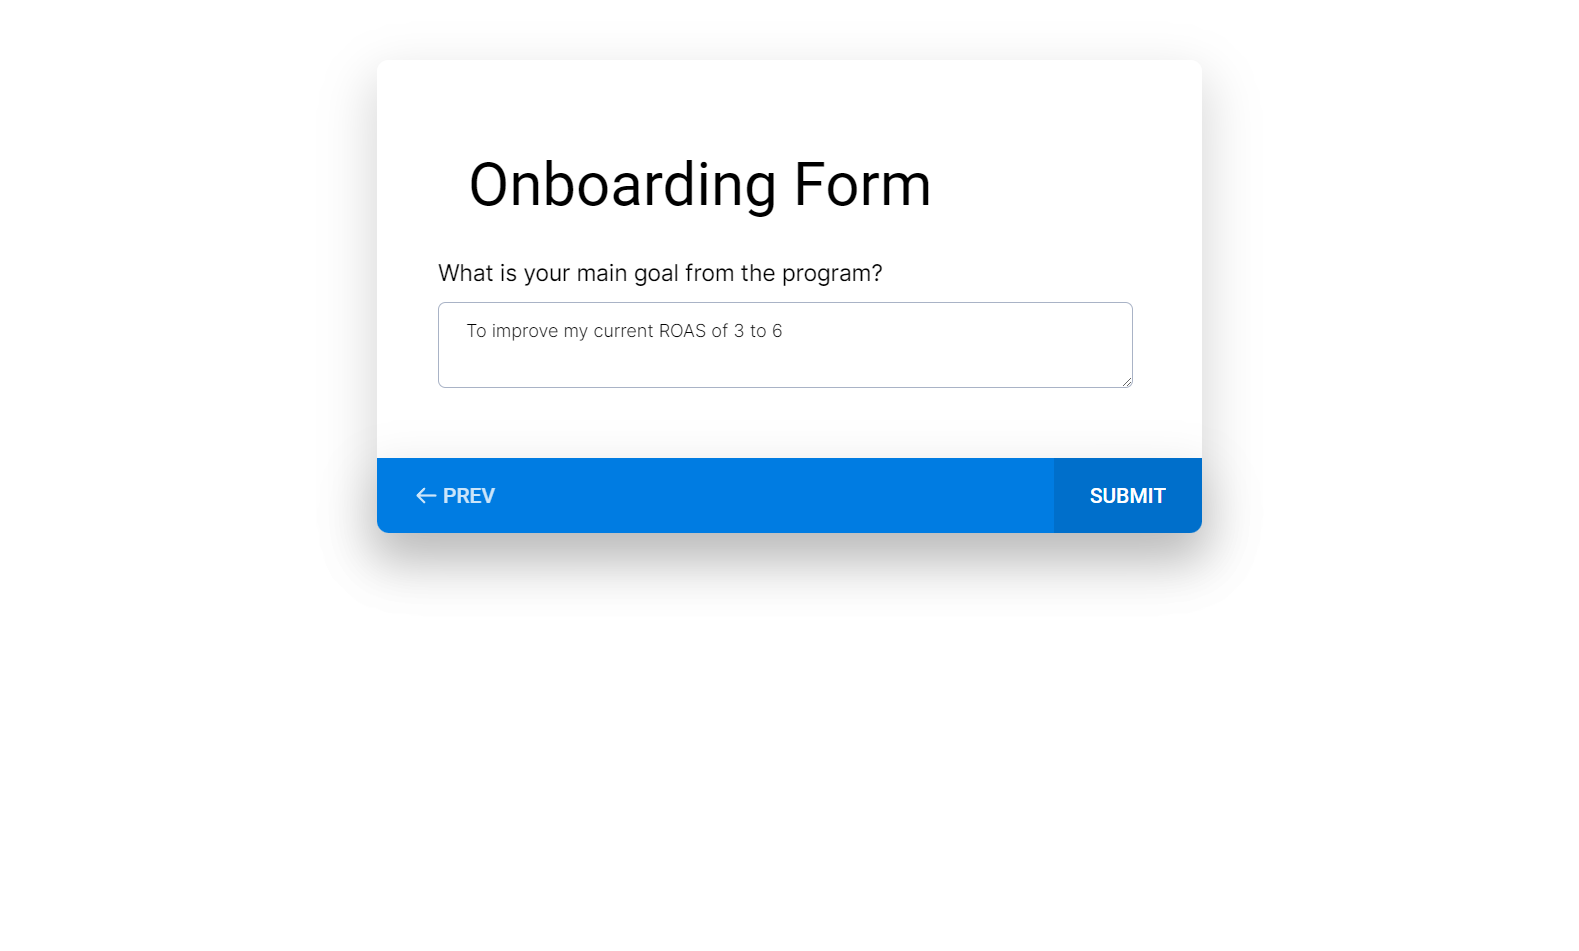 Onboarding Form
What is your main goal from the program?
To improve my current ROAS of 3 to 6
← PREV
SUBMIT